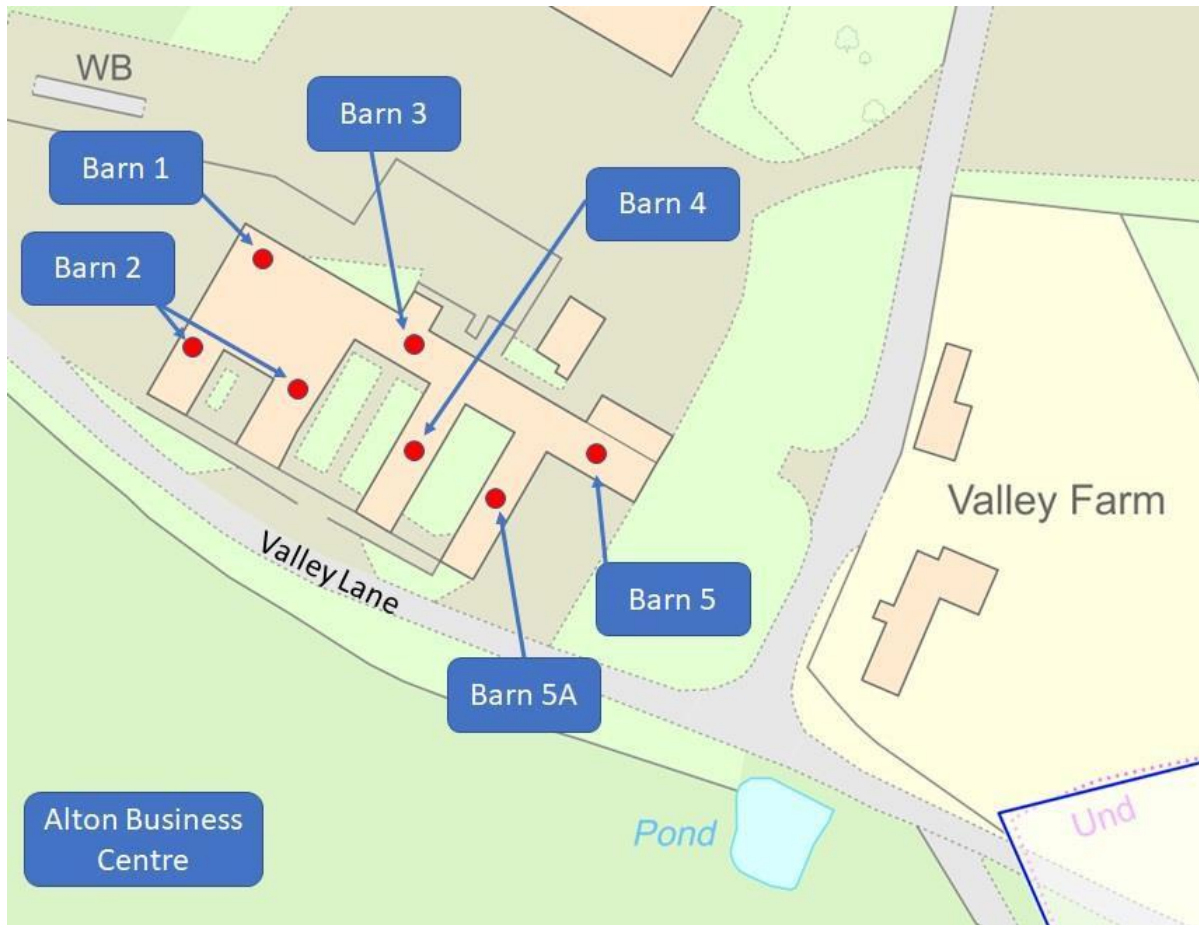 WB
Barn 3
Barn 1
Barn 4
Barn 2
Valley Farm
Valley Lane
Barn 5
Barn 5A
Alton Business
Centre
Pond
Und